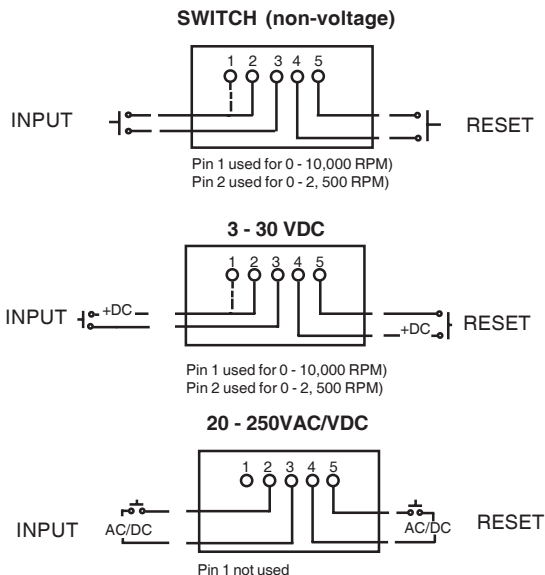 SWITCH (non-voltage)
1 2 3 4 5
INPUT
RESET
Pin 1 used for 0 - 10,000 RPM)
Pin 2 used for 0 - 2, 500 RPM)
3 - 30 VDC
1 2 3 4 5
INPUT
+DC
+DC
RESET
Pin 1 used for 0 - 10,000 RPM)
Pin 2 used for 0 - 2, 500 RPM)
20 - 250VAC/VDC
1 2 3 4 5
INPUT
AC/DC
AC/DC
RESET
Pin 1 not used